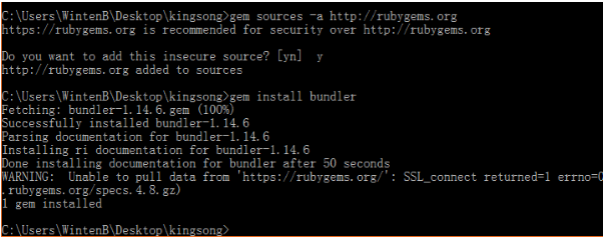 C:\Users\WintenB\Desktop\kingsong>gem sources -a http://rubygems.org
https://rubygems.org is recommended for security over http://rubygems.org
Do you want to add this insecure source? [yn]  y
http://rubygems.org added to sources
C:\Users\WintenB\Desktop\kingsong>gem install bundler
Fetching: bundler-1.14.6.gem (100%)
Successfully installed bundler-1.14.6
Parsing documentation for bundler-1.14.6
Installing ri documentation for bundler-1.14.6
Done installing documentation for bundler after 50 seconds
WARNING:  Unable to pull data from 'https://rubygems.org/': SSL_connect returned=1 errno=0
.rubygems.org/specs.4.8.gz)
1 gem installed
C:\Users\WintenB\Desktop\kingsong>